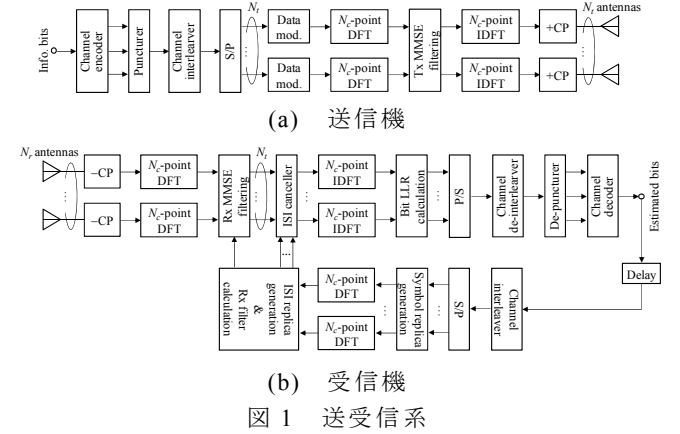 Info. bits
Channel
encoder
Puncturer
Channel
interlearver
S/P
Nt
Data
mod.
Nc-point
DFT
Tx MMSE
filtering
Nc-point
IDFT
+CP
Nt antennas
Data
mod.
Nc-point
DFT
Nc-point
IDFT
+CP
(a) 送信機
Nr antennas
−CP
Nc-point
DFT
Rx MMSE
filtering
Nt
ISI canceller
Nc-point
IDFT
Bit LLR
calculation
P/S
Channel
de-interlearver
De-puncturer
Channel
decoder
Estimated bits
−CP
Nc-point
DFT
Nc-point
IDFT
Delay
Channel
interleaver
S/P
Symbol replica
generation
Nc-point
DFT
Nc-point
DFT
ISI replica
generation
&
Rx filter
calculation
(b) 受信機
図 1 送受信系